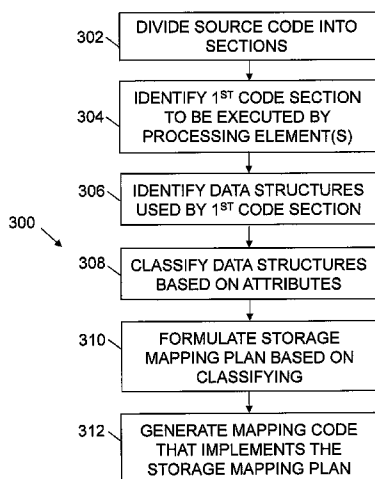 302
DIVIDE SOURCE CODE INTO
SECTIONS
304
IDENTIFY 1ST CODE SECTION
TO BE EXECUTED BY
PROCESSING ELEMENT(S)
306
IDENTIFY DATA STRUCTURES
USED BY 1ST CODE SECTION
300
308
CLASSIFY DATA STRUCTURES
BASED ON ATTRIBUTES
310
FORMULATE STORAGE
MAPPING PLAN BASED ON
CLASSIFYING
312
GENERATE MAPPING CODE
THAT IMPLEMENTS THE
STORAGE MAPPING PLAN